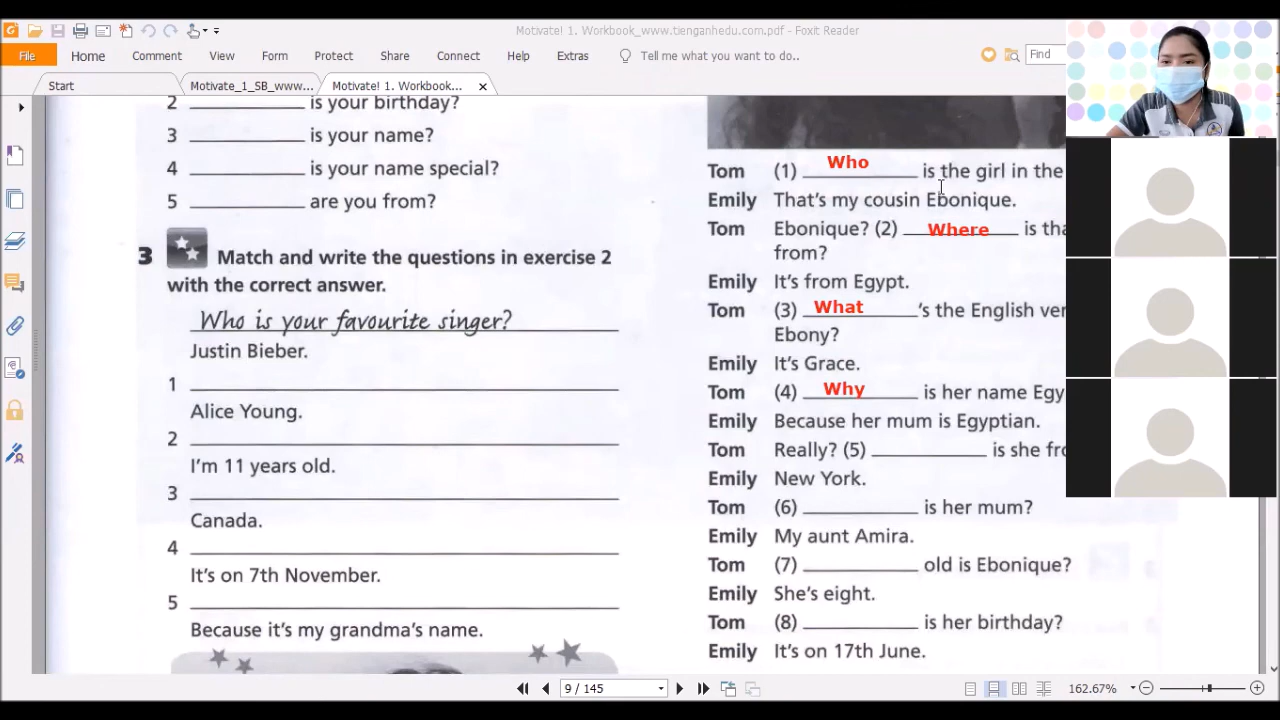 Motivate! 1. Workbook_www.tienganhedu.com.pdf - Foxit Reader
File Home Comment View Form Protect Share Connect Help Extras Tell me what you want to do.. Find
Start Motivate_1_SB_www... Motivate! 1. Workbook...
2 ____________ is your birthday?
3 ____________ is your name?
4 ____________ is your name special?
5 ____________ are you from?
3 Match and write the questions in exercise 2
with the correct answer.
Who is your favourite singer?
Justin Bieber.
1
Alice Young.
2
I'm 11 years old.
3
Canada.
4
It's on 7th November.
5
Because it's my grandma's name.
Tom (1) Who is the girl in the
Emily That's my cousin Ebonique.
Tom Ebonique? (2) Where is tha
from?
Emily It's from Egypt.
Tom (3) What 's the English ver
Ebony?
Emily It's Grace.
Tom (4) Why is her name Egy
Emily Because her mum is Egyptian.
Tom Really? (5) ____________ is she fro
Emily New York.
Tom (6) ____________ is her mum?
Emily My aunt Amira.
Tom (7) ____________ old is Ebonique?
Emily She's eight.
Tom (8) ____________ is her birthday?
Emily It's on 17th June.
9 / 145
162.67%